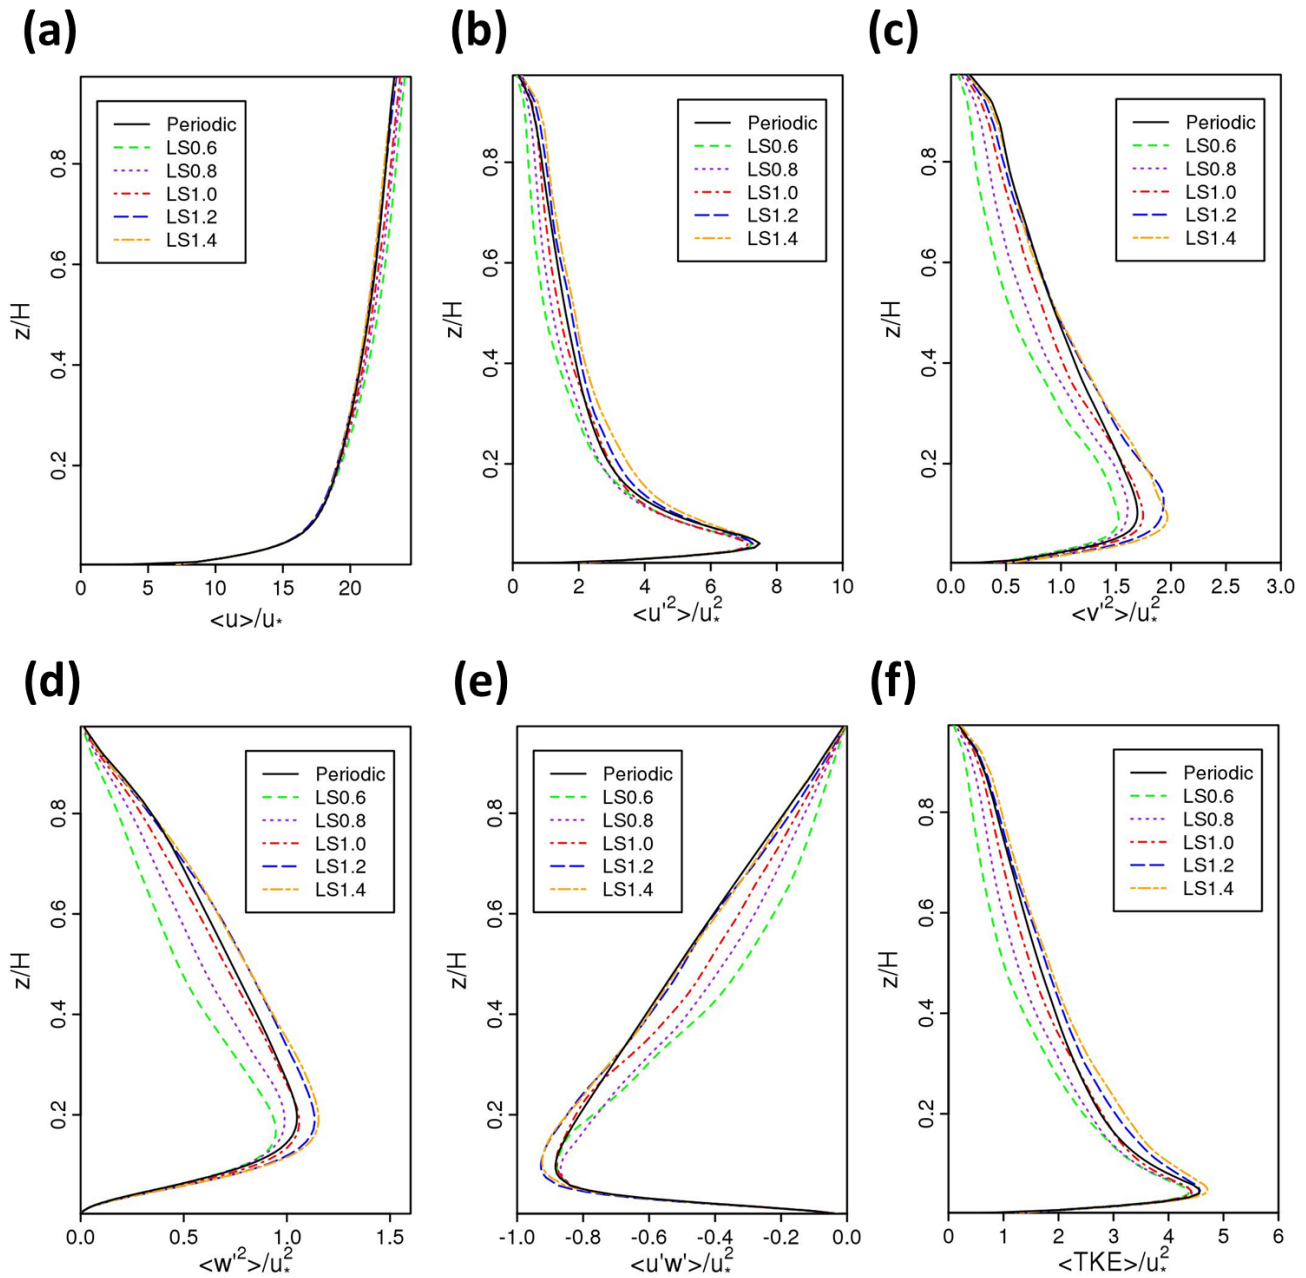 (a)
Periodic
LS0.6
LS0.8
LS1.0
LS1.2
LS1.4
z/H
0.2 0.4 0.6 0.8
0 5 10 15 20
<u>/u*
(b)
Periodic
LS0.6
LS0.8
LS1.0
LS1.2
LS1.4
z/H
0.2 0.4 0.6 0.8
0 2 4 6 8 10
<u'²>/u*²
(c)
Periodic
LS0.6
LS0.8
LS1.0
LS1.2
LS1.4
z/H
0.2 0.4 0.6 0.8
0.0 0.5 1.0 1.5 2.0 2.5 3.0
<v'²>/u*²
(d)
Periodic
LS0.6
LS0.8
LS1.0
LS1.2
LS1.4
z/H
0.2 0.4 0.6 0.8
0.0 0.5 1.0 1.5
<w'²>/u*²
(e)
Periodic
LS0.6
LS0.8
LS1.0
LS1.2
LS1.4
z/H
0.2 0.4 0.6 0.8
-1.0 -0.8 -0.6 -0.4 -0.2 0.0
<u'w'>/u*²
(f)
Periodic
LS0.6
LS0.8
LS1.0
LS1.2
LS1.4
z/H
0.2 0.4 0.6 0.8
0 1 2 3 4 5 6
<TKE>/u*²